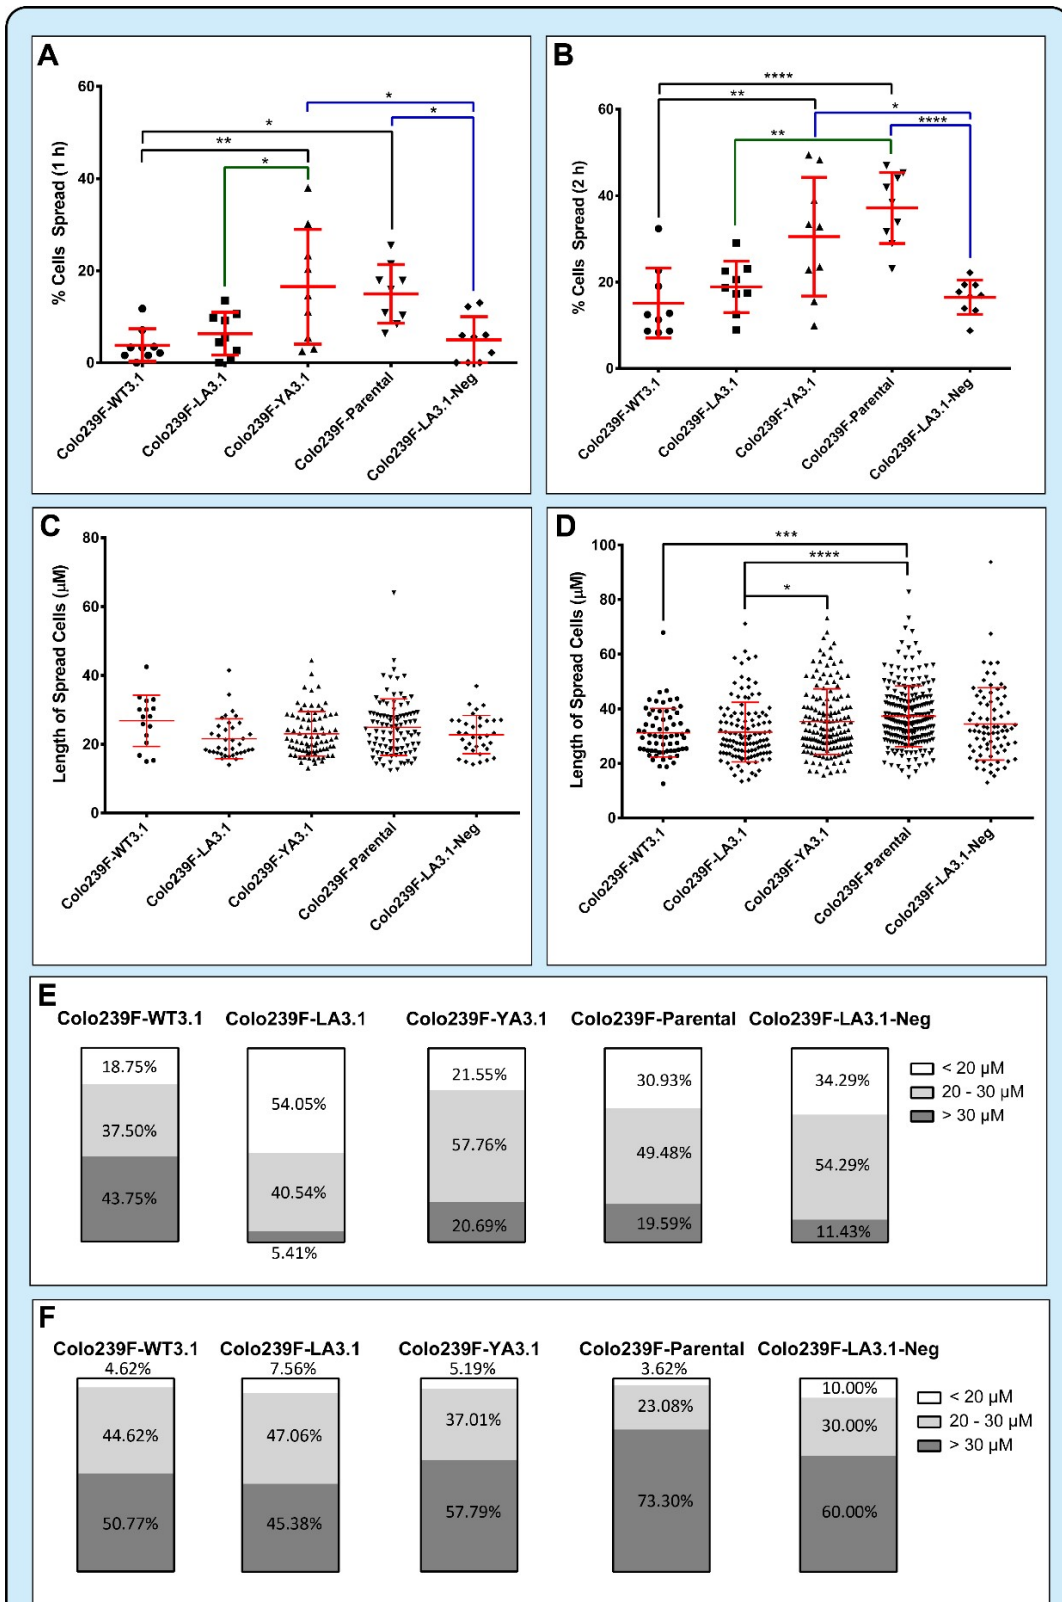 A
% Cells Spread (1 h)
60
40
20
0
*
*
*
**
*
Colo239F-WT3.1
Colo239F-LA3.1
Colo239F-YA3.1
Colo239F-Parental
Colo239F-LA3.1-Neg
B
% Cells Spread (2 h)
60
40
20
0
****
**
*
****
**
Colo239F-WT3.1
Colo239F-LA3.1
Colo239F-YA3.1
Colo239F-Parental
Colo239F-LA3.1-Neg
C
Length of Spread Cells (μM)
80
60
40
20
0
Colo239F-WT3.1
Colo239F-LA3.1
Colo239F-YA3.1
Colo239F-Parental
Colo239F-LA3.1-Neg
D
Length of Spread Cells (μM)
100
80
60
40
20
0
***
****
*
Colo239F-WT3.1
Colo239F-LA3.1
Colo239F-YA3.1
Colo239F-Parental
Colo239F-LA3.1-Neg
E
Colo239F-WT3.1 Colo239F-LA3.1 Colo239F-YA3.1 Colo239F-Parental Colo239F-LA3.1-Neg
18.75% 54.05% 21.55% 30.93% 34.29%
37.50% 40.54% 57.76% 49.48% 54.29%
43.75% 5.41% 20.69% 19.59% 11.43%
< 20 μM
20 - 30 μM
> 30 μM
F
Colo239F-WT3.1 Colo239F-LA3.1 Colo239F-YA3.1 Colo239F-Parental Colo239F-LA3.1-Neg
4.62% 7.56% 5.19% 3.62% 10.00%
44.62% 47.06% 37.01% 23.08% 30.00%
50.77% 45.38% 57.79% 73.30% 60.00%
< 20 μM
20 - 30 μM
> 30 μM